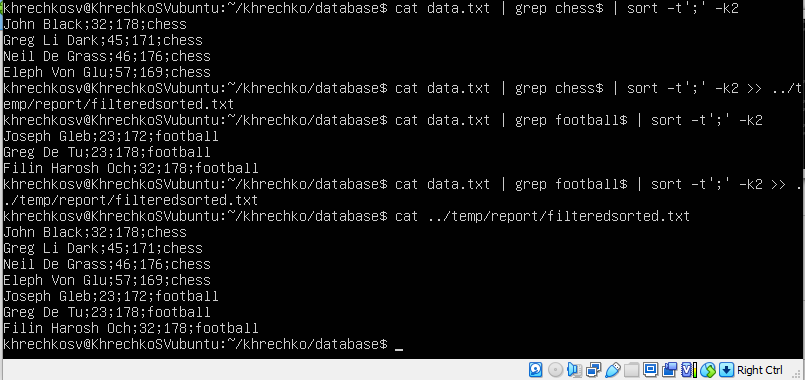 khrechkosv@KhrechkoSVubuntu:~/khrechko/database$ cat data.txt | grep chess$ | sort -t';' -k2
John Black;32;178;chess
Greg Li Dark;45;171;chess
Neil De Grass;46;176;chess
Eleph Von Glu;57;169;chess
khrechkosv@KhrechkoSVubuntu:~/khrechko/database$ cat data.txt | grep chess$ | sort -t';' -k2 >> ../t
emp/report/filteredsorted.txt
khrechkosv@KhrechkoSVubuntu:~/khrechko/database$ cat data.txt | grep football$ | sort -t';' -k2
Joseph Gleb;23;172;football
Greg De Tu;23;178;football
Filin Harosh Och;32;178;football
khrechkosv@KhrechkoSVubuntu:~/khrechko/database$ cat data.txt | grep football$ | sort -t';' -k2 >> .
./temp/report/filteredsorted.txt
khrechkosv@KhrechkoSVubuntu:~/khrechko/database$ cat ../temp/report/filteredsorted.txt
John Black;32;178;chess
Greg Li Dark;45;171;chess
Neil De Grass;46;176;chess
Eleph Von Glu;57;169;chess
Joseph Gleb;23;172;football
Greg De Tu;23;178;football
Filin Harosh Och;32;178;football
khrechkosv@KhrechkoSVubuntu:~/khrechko/database$ _
Right Ctrl